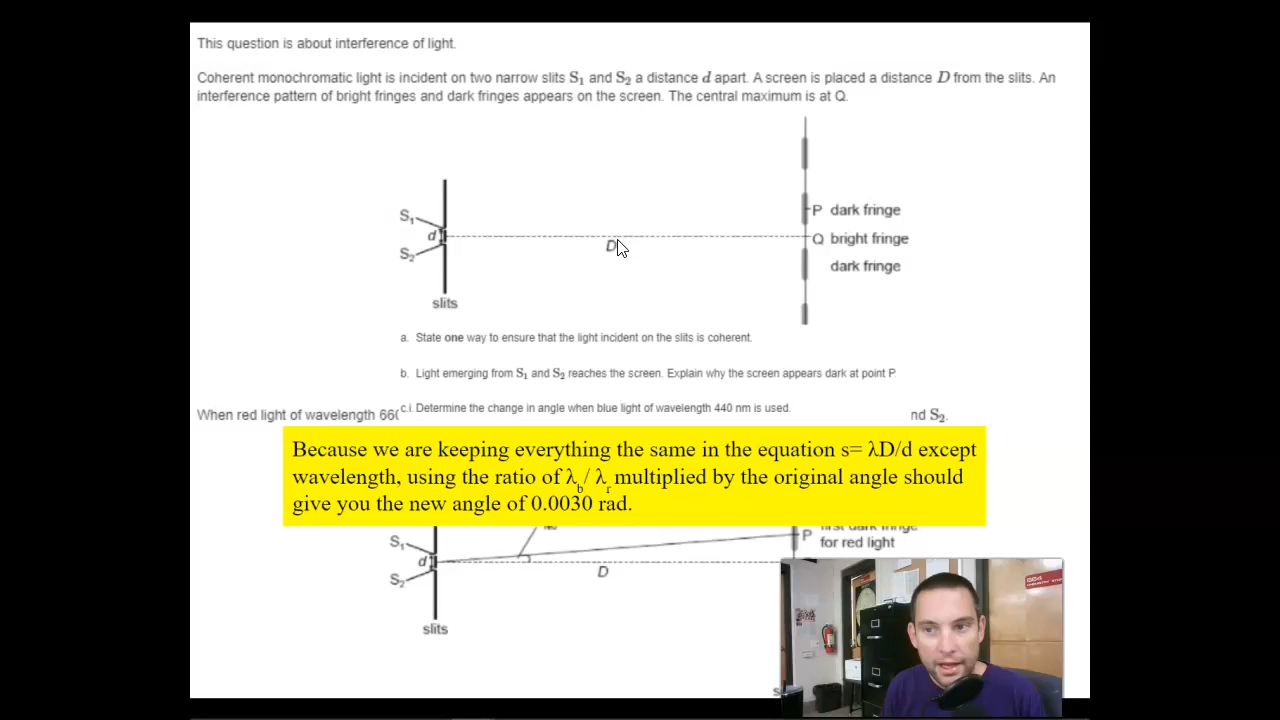 This question is about interference of light.
Coherent monochromatic light is incident on two narrow slits S₁ and S₂ a distance d apart. A screen is placed a distance D from the slits. An
interference pattern of bright fringes and dark fringes appears on the screen. The central maximum is at Q.
P dark fringe
S₁
d
D
Q bright fringe
S₂
dark fringe
slits
a. State one way to ensure that the light incident on the slits is coherent.
b. Light emerging from S₁ and S₂ reaches the screen. Explain why the screen appears dark at point P
c.i. Determine the change in angle when blue light of wavelength 440 nm is used.
When red light of wavelength 66
nd S₂.
Because we are keeping everything the same in the equation s= λD/d except
wavelength, using the ratio of λb/ λr multiplied by the original angle should
give you the new angle of 0.0030 rad.
first dark fringe
P for red light
S₁
d
D
S₂
slits